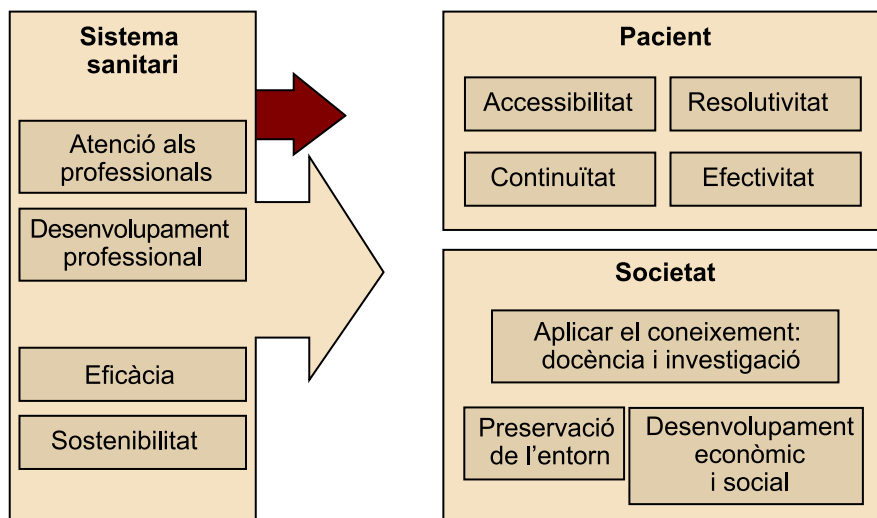 Sistema
sanitari
Atenció als
professionals
Desenvolupament
professional
Eficàcia
Sostenibilitat
Pacient
Accessibilitat
Resolutivitat
Continuïtat
Efectivitat
Societat
Aplicar el coneixement:
docència i investigació
Preservació
de l’entorn
Desenvolupament
econòmic
i social